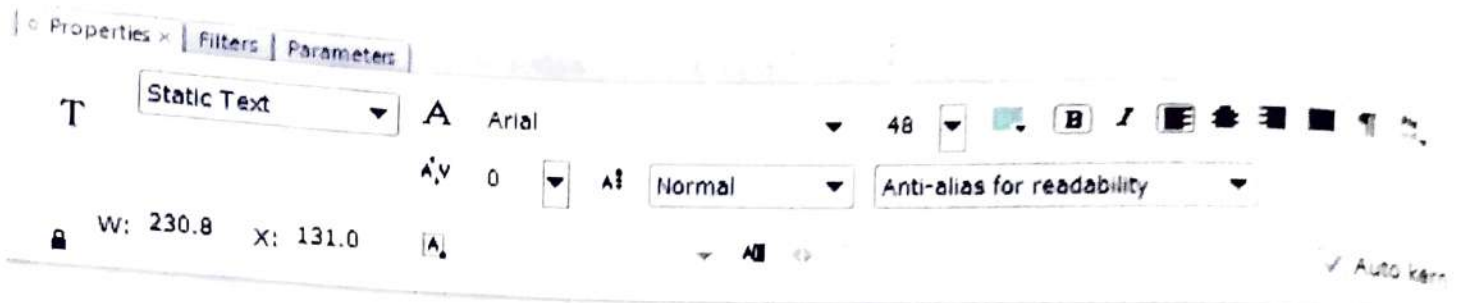 Properties × Filters Parameters
T Static Text A Arial 48 B I ¶
A V 0 A Normal Anti-alias for readability
W: 230.8 X: 131.0 A Auto kern